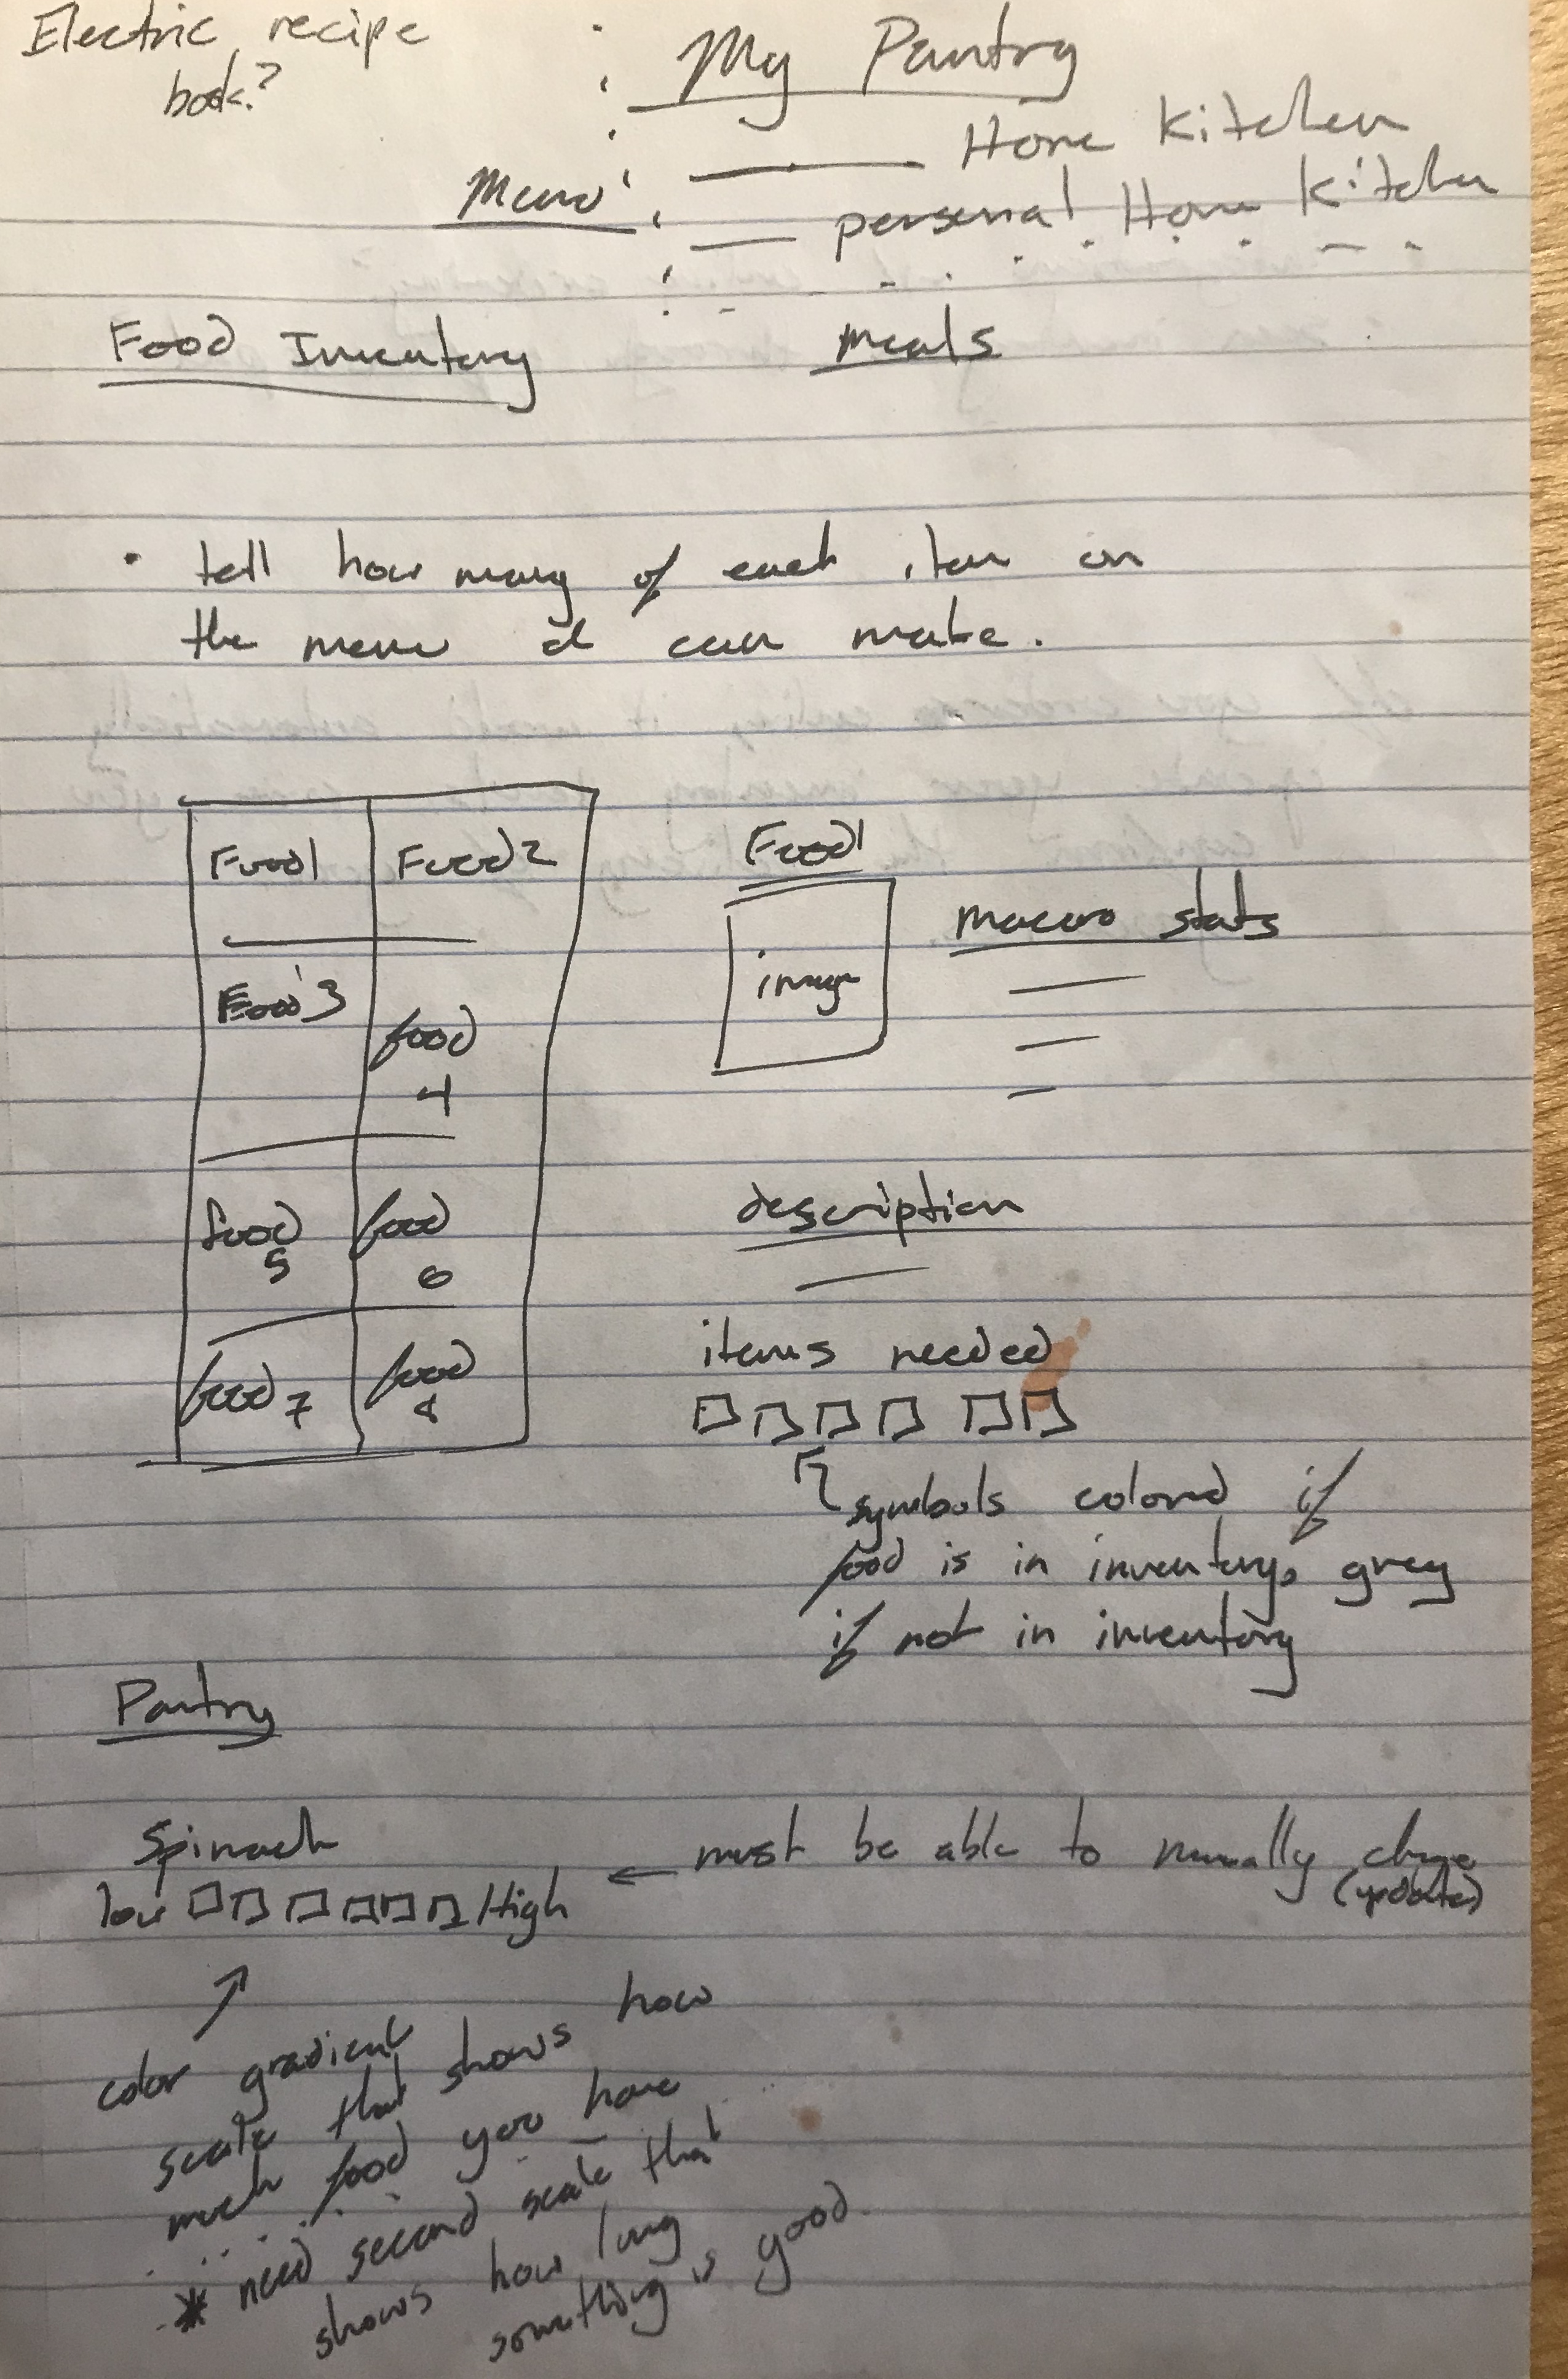 Electric recipe
book?
My Pantry
Home Kitchen
Menu
personal Home Kitchen
Food Inventory
meals
• tell how many of each item on
the menu I can make.
Food1 Food2
Food 3
food
4
food
5
food
6
food 7
food
8
Food1
image
macro stats
description
items needed
symbols colored if
food is in inventory, grey
if not in inventory
Pantry
Spinach
low High
← must be able to manually change
(update)
color gradient
scale that shows how
much food you have
* need second scale that
shows how long
something is good.